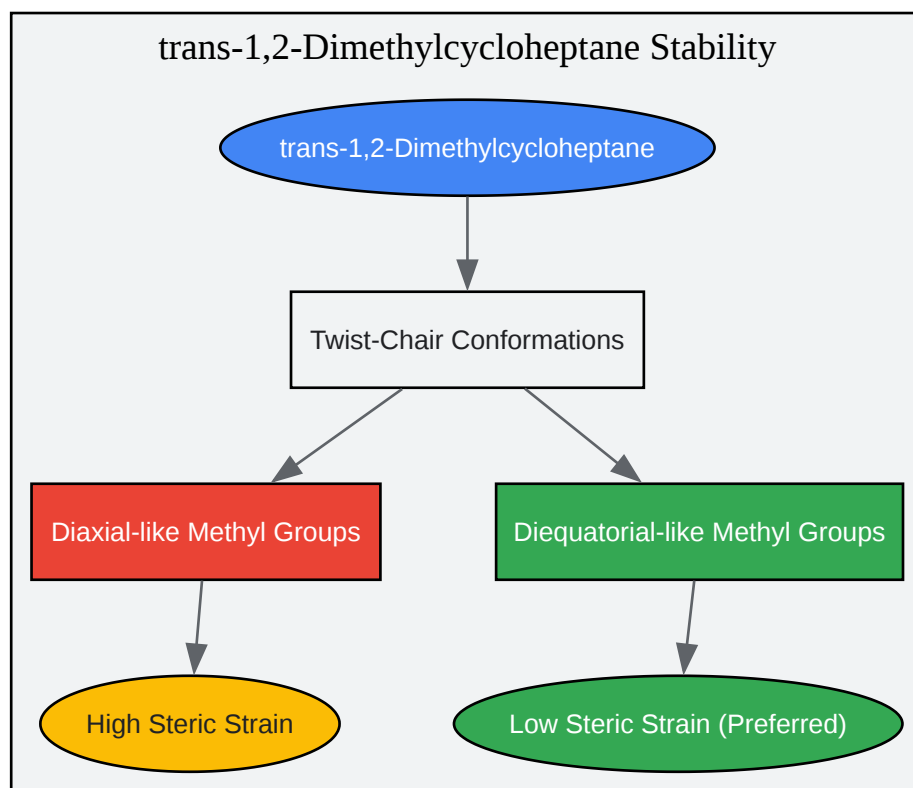 trans-1,2-Dimethylcycloheptane Stability
trans-1,2-Dimethylcycloheptane
Twist-Chair Conformations
Diaxial-like Methyl Groups
Diequatorial-like Methyl Groups
High Steric Strain
Low Steric Strain (Preferred)